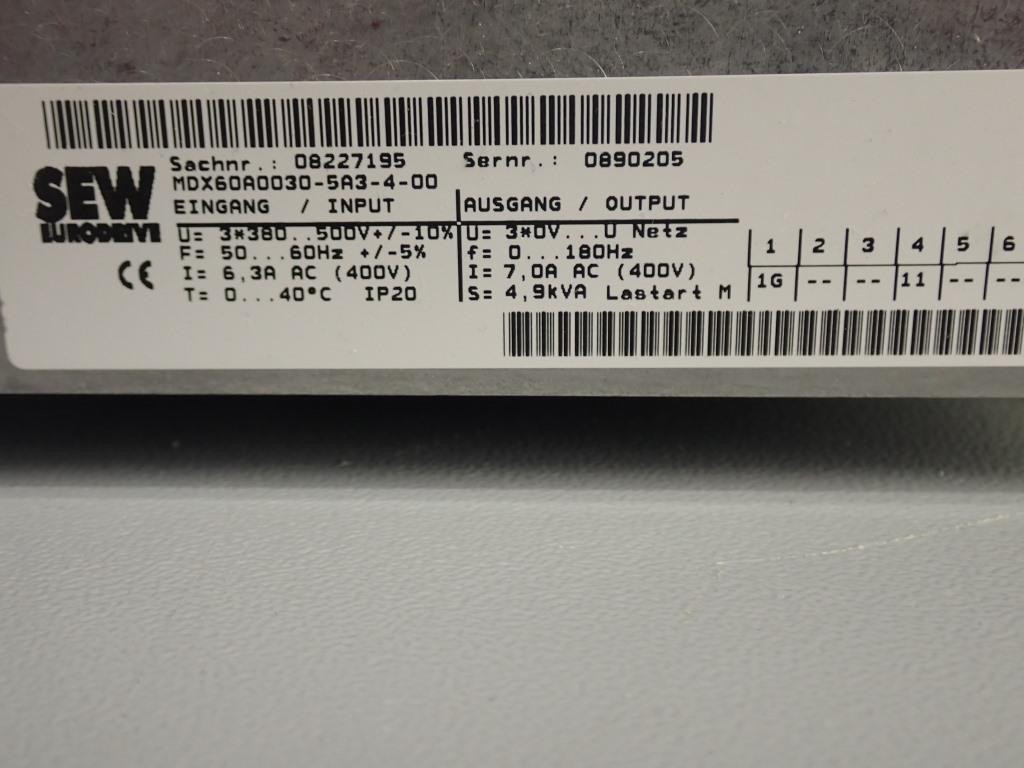 SEW
EURODRIVE
CE
Sachnr.: 08227195 Sernr.: 0890205
MDX60A0030-5A3-4-00
EINGANG / INPUT AUSGANG / OUTPUT
U= 3*380..500V+/-10% U= 3*0V...U Netz
F= 50...60Hz +/-5% f= 0...180Hz
I= 6,3A AC (400V) I= 7,0A AC (400V)
T= 0...40°C IP20 S= 4,9kVA Lastart M
1 2 3 4 5 6
1G -- -- 11 -- --